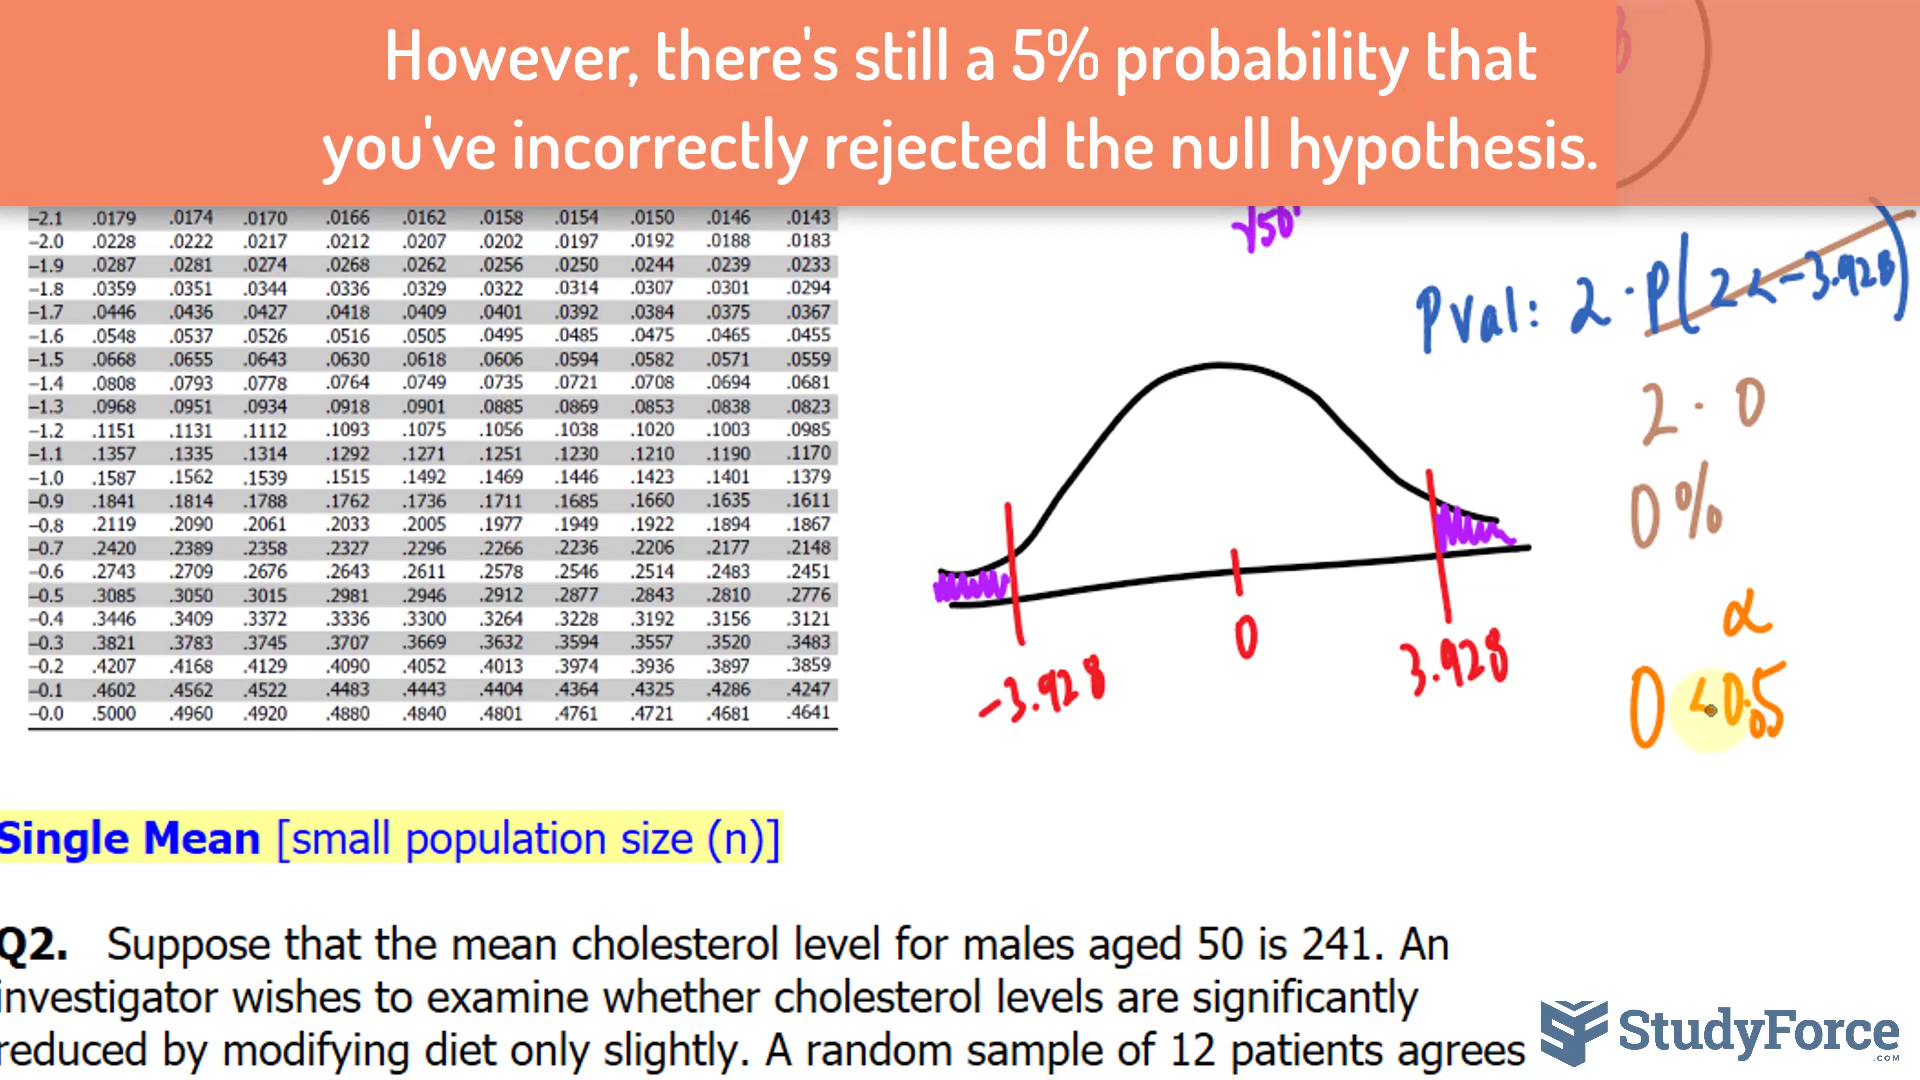 However, there's still a 5% probability that
you've incorrectly rejected the null hypothesis.
−2.1 .0179 .0174 .0170 .0166 .0162 .0158 .0154 .0150 .0146 .0143
−2.0 .0228 .0222 .0217 .0212 .0207 .0202 .0197 .0192 .0188 .0183
−1.9 .0287 .0281 .0274 .0268 .0262 .0256 .0250 .0244 .0239 .0233
−1.8 .0359 .0351 .0344 .0336 .0329 .0322 .0314 .0307 .0301 .0294
−1.7 .0446 .0436 .0427 .0418 .0409 .0401 .0392 .0384 .0375 .0367
−1.6 .0548 .0537 .0526 .0516 .0505 .0495 .0485 .0475 .0465 .0455
−1.5 .0668 .0655 .0643 .0630 .0618 .0606 .0594 .0582 .0571 .0559
−1.4 .0808 .0793 .0778 .0764 .0749 .0735 .0721 .0708 .0694 .0681
−1.3 .0968 .0951 .0934 .0918 .0901 .0885 .0869 .0853 .0838 .0823
−1.2 .1151 .1131 .1112 .1093 .1075 .1056 .1038 .1020 .1003 .0985
−1.1 .1357 .1335 .1314 .1292 .1271 .1251 .1230 .1210 .1190 .1170
−1.0 .1587 .1562 .1539 .1515 .1492 .1469 .1446 .1423 .1401 .1379
−0.9 .1841 .1814 .1788 .1762 .1736 .1711 .1685 .1660 .1635 .1611
−0.8 .2119 .2090 .2061 .2033 .2005 .1977 .1949 .1922 .1894 .1867
−0.7 .2420 .2389 .2358 .2327 .2296 .2266 .2236 .2206 .2177 .2148
−0.6 .2743 .2709 .2676 .2643 .2611 .2578 .2546 .2514 .2483 .2451
−0.5 .3085 .3050 .3015 .2981 .2946 .2912 .2877 .2843 .2810 .2776
−0.4 .3446 .3409 .3372 .3336 .3300 .3264 .3228 .3192 .3156 .3121
−0.3 .3821 .3783 .3745 .3707 .3669 .3632 .3594 .3557 .3520 .3483
−0.2 .4207 .4168 .4129 .4090 .4052 .4013 .3974 .3936 .3897 .3859
−0.1 .4602 .4562 .4522 .4483 .4443 .4404 .4364 .4325 .4286 .4247
−0.0 .5000 .4960 .4920 .4880 .4840 .4801 .4761 .4721 .4681 .4641
√50
Pval: 2 · P(z < −3.928)
2 · 0
0%
α
0 < 0.05
−3.928
0
3.928
Single Mean [small population size (n)]
Q2. Suppose that the mean cholesterol level for males aged 50 is 241. An
investigator wishes to examine whether cholesterol levels are significantly
reduced by modifying diet only slightly. A random sample of 12 patients agrees
StudyForce
.COM